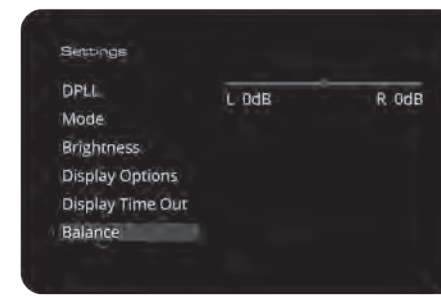 Settings
DPLL
L 0dB R 0dB
Mode
Brightness
Display Options
Display Time Out
Balance